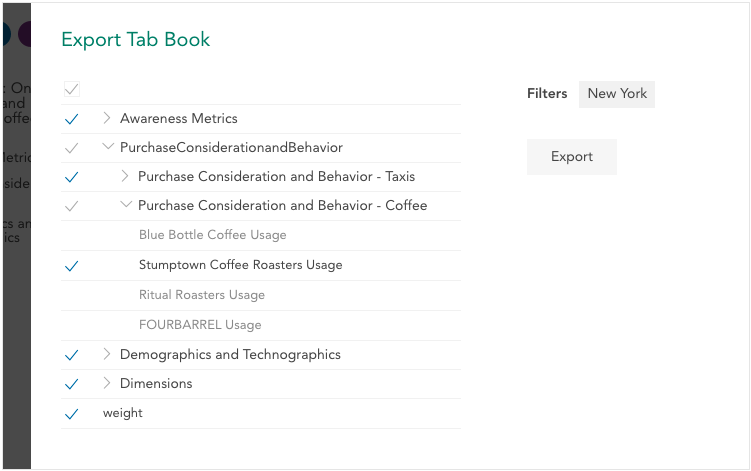 Export Tab Book
Filters New York
Awareness Metrics
PurchaseConsiderationandBehavior
Export
Purchase Consideration and Behavior - Taxis
Purchase Consideration and Behavior - Coffee
Blue Bottle Coffee Usage
Stumptown Coffee Roasters Usage
Ritual Roasters Usage
FOURBARREL Usage
Demographics and Technographics
Dimensions
weight